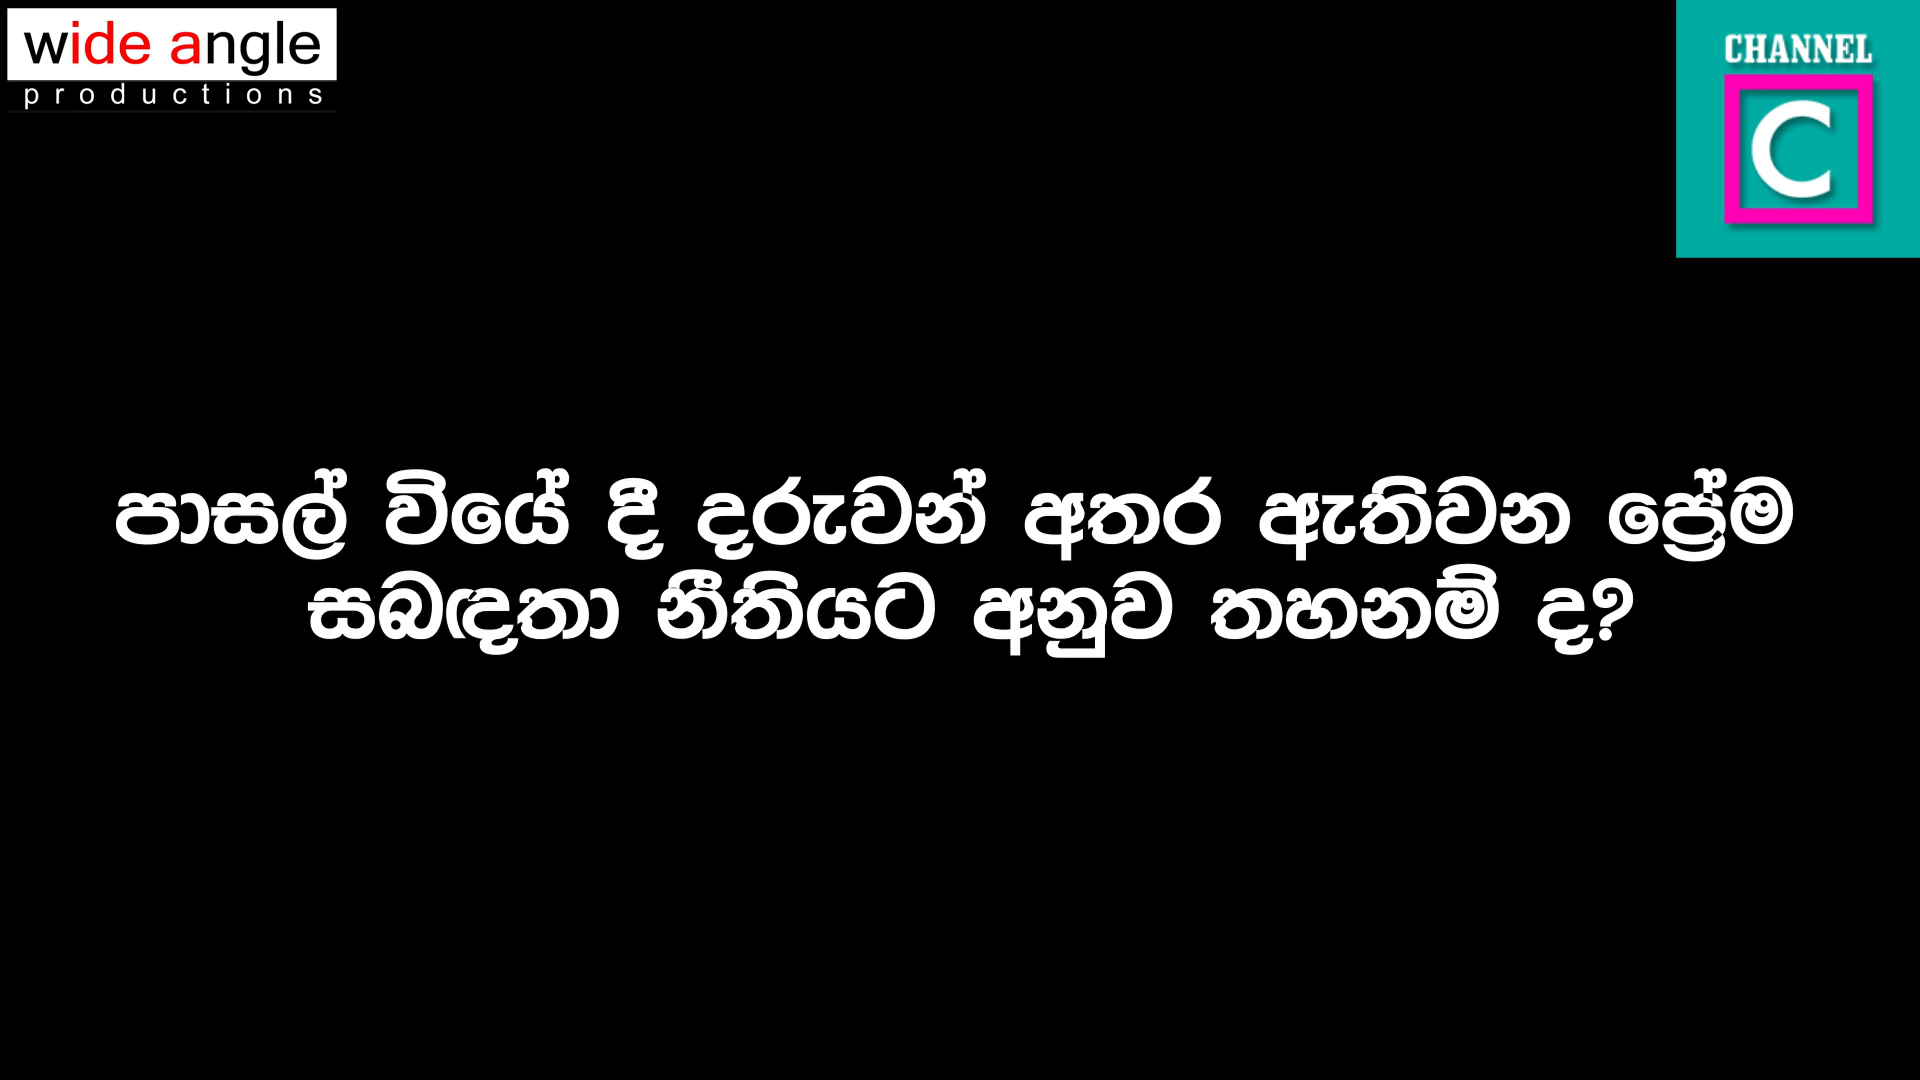 wide angle
productions
CHANNEL
C
පාසල් වියේ දී දරුවන් අතර ඇතිවන ප්‍රේම
සබඳතා නීතියට අනුව තහනම් ද?